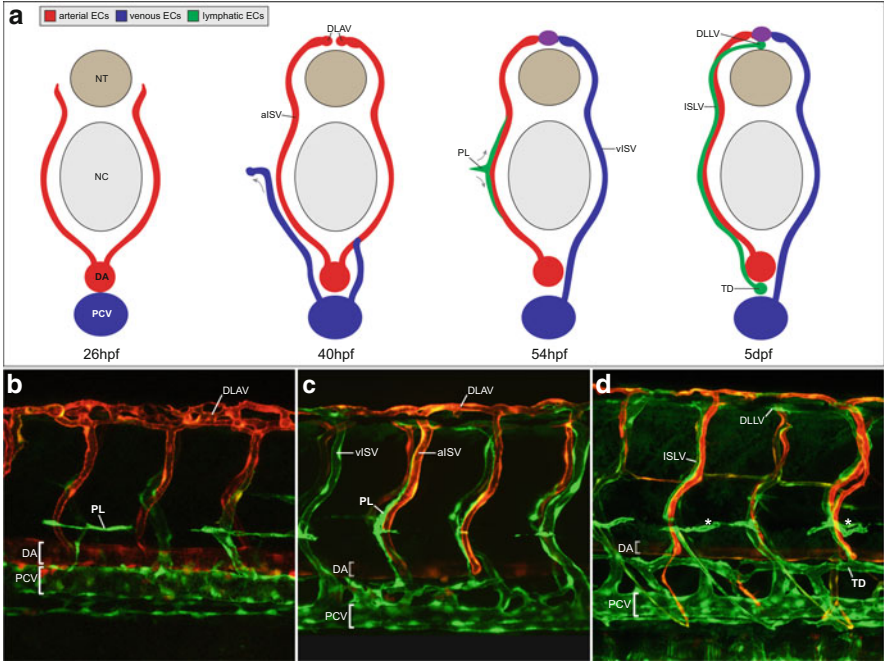 a
arterial ECs
venous ECs
lymphatic ECs
NT
NC
DA
PCV
26hpf
DLAV
aISV
40hpf
PL
vISV
54hpf
DLLV
ISLV
TD
5dpf
b
DLAV
PL
DA
PCV
c
DLAV
vISV
aISV
PL
DA
PCV
d
DLLV
ISLV
*
*
DA
TD
PCV